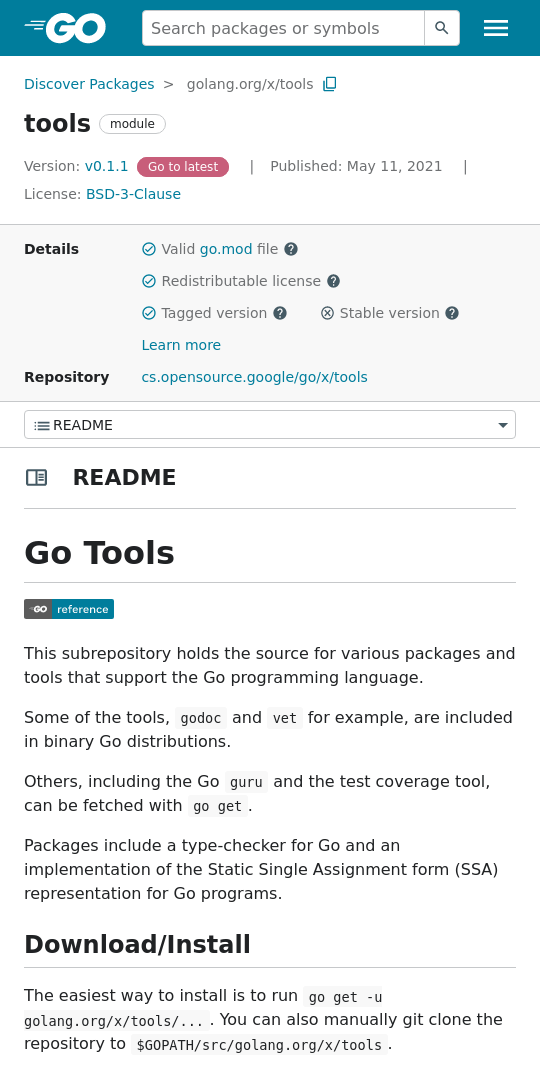 GO
Search packages or symbols
Discover Packages > golang.org/x/tools
tools module
Version: v0.1.1 Go to latest | Published: May 11, 2021 |
License: BSD-3-Clause
Details
Valid go.mod file ?
Redistributable license ?
Tagged version ? Stable version ?
Learn more
Repository cs.opensource.google/go/x/tools
README
README
Go Tools
GO reference
This subrepository holds the source for various packages and
tools that support the Go programming language.
Some of the tools, godoc and vet for example, are included
in binary Go distributions.
Others, including the Go guru and the test coverage tool,
can be fetched with go get.
Packages include a type-checker for Go and an
implementation of the Static Single Assignment form (SSA)
representation for Go programs.
Download/Install
The easiest way to install is to run go get -u
golang.org/x/tools/.... You can also manually git clone the
repository to $GOPATH/src/golang.org/x/tools.